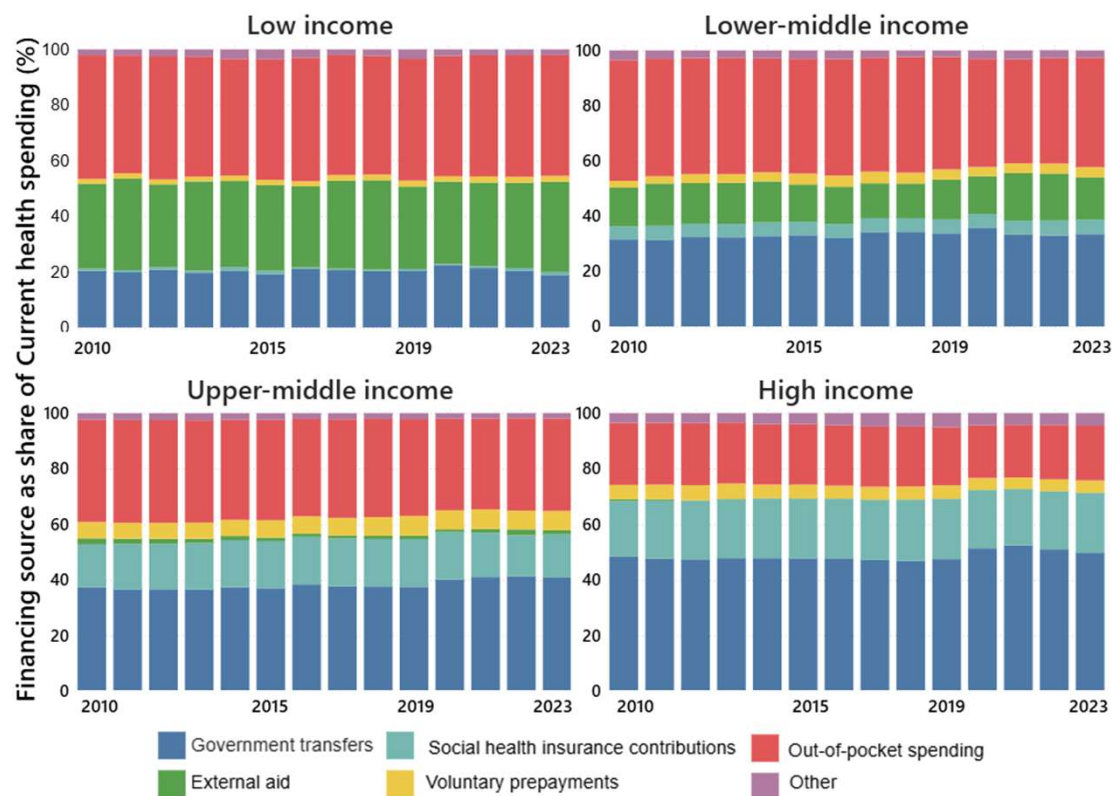 Financing source as share of Current health spending (%)
Low income
100
80
60
40
20
0
2010 2015 2019 2023
Lower-middle income
100
80
60
40
20
0
2010 2015 2019 2023
Upper-middle income
100
80
60
40
20
0
2010 2015 2019 2023
High income
100
80
60
40
20
0
2010 2015 2019 2023
Government transfers
Social health insurance contributions
Out-of-pocket spending
External aid
Voluntary prepayments
Other